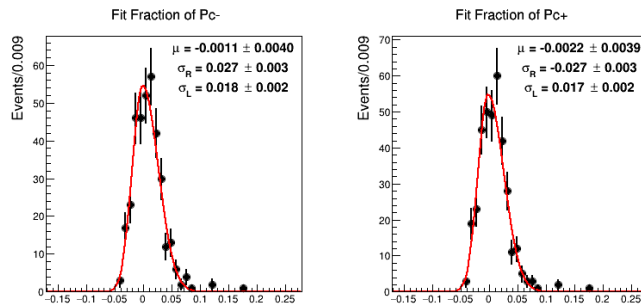 Fit Fraction of Pc-
μ = -0.0011 ± 0.0040
σR = 0.027 ± 0.003
σL = 0.018 ± 0.002
Events/0.009
60
50
40
30
20
10
0
-0.15 -0.1 -0.05 0 0.05 0.1 0.15 0.2 0.25
Fit Fraction of Pc+
μ = -0.0022 ± 0.0039
σR = -0.027 ± 0.003
σL = 0.017 ± 0.002
Events/0.009
70
60
50
40
30
20
10
0
-0.15 -0.1 -0.05 0 0.05 0.1 0.15 0.2 0.25